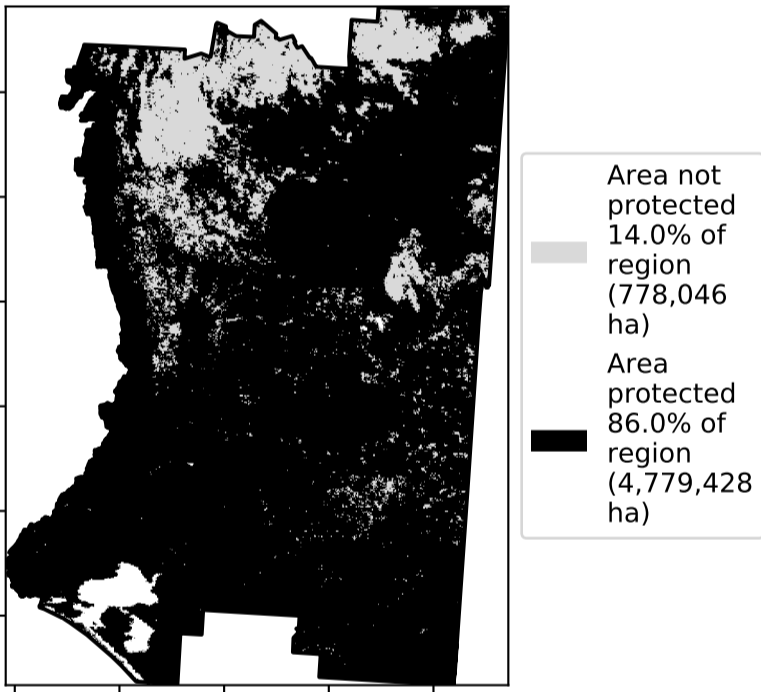 Area not
protected
14.0% of
region
(778,046
ha)
Area
protected
86.0% of
region
(4,779,428
ha)